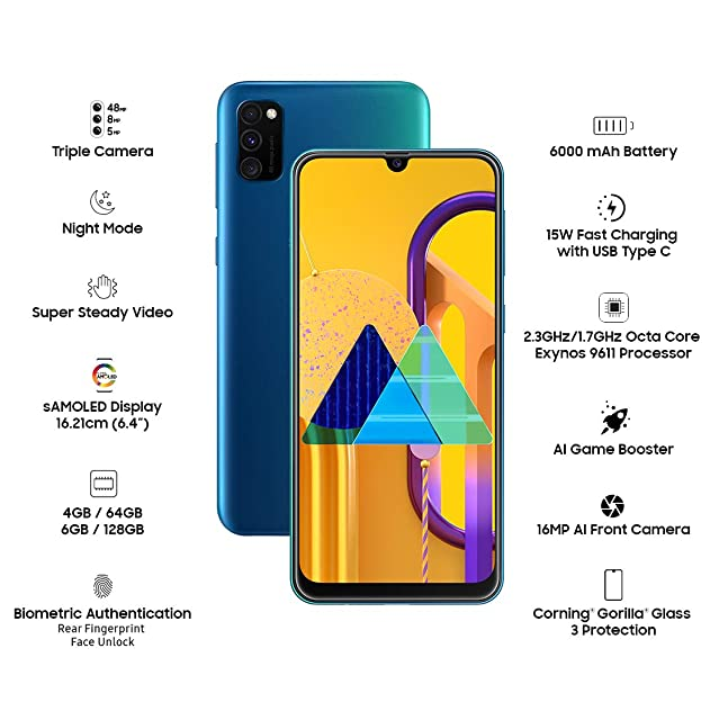 48MP
8MP
5MP
Triple Camera
Night Mode
Super Steady Video
sAMOLED Display
16.21cm (6.4")
4GB / 64GB
6GB / 128GB
Biometric Authentication
Rear Fingerprint
Face Unlock
6000 mAh Battery
15W Fast Charging
with USB Type C
2.3GHz/1.7GHz Octa Core
Exynos 9611 Processor
AI Game Booster
16MP AI Front Camera
Corning® Gorilla® Glass
3 Protection